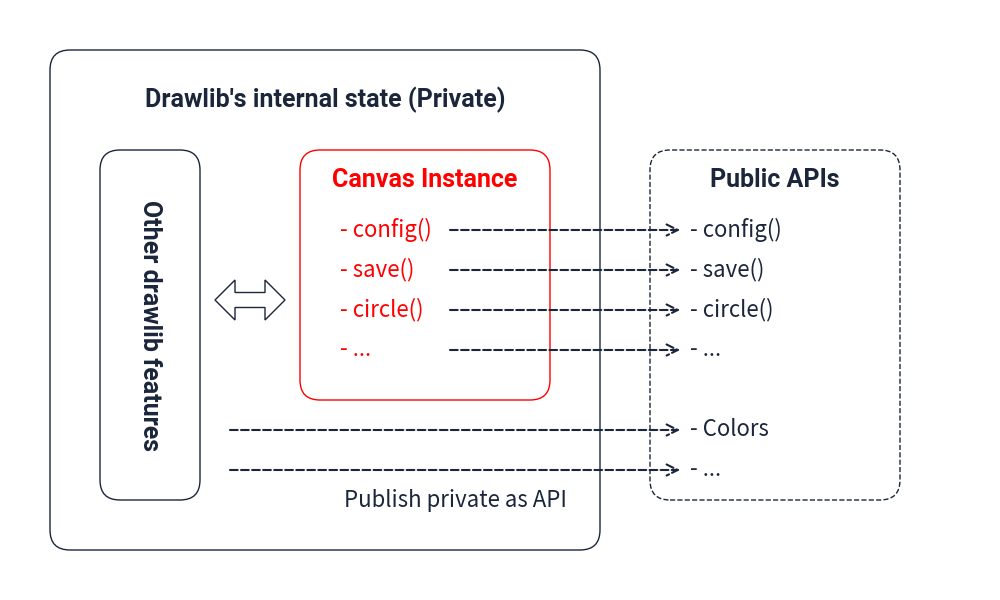 Drawlib's internal state (Private)
Other drawlib features
Canvas Instance
- config()
- save()
- circle()
- ...
Public APIs
- config()
- save()
- circle()
- ...
- Colors
- ...
Publish private as API